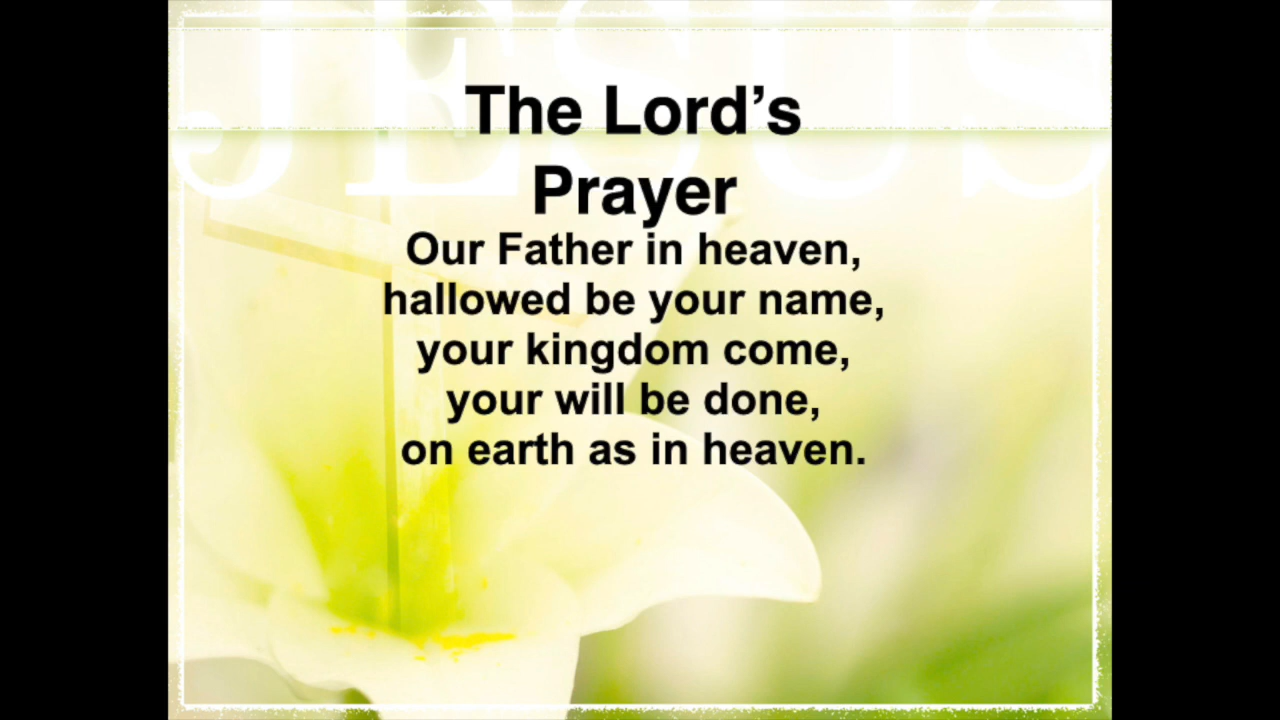 JESUS
The Lord’s
Prayer
Our Father in heaven,
hallowed be your name,
your kingdom come,
your will be done,
on earth as in heaven.